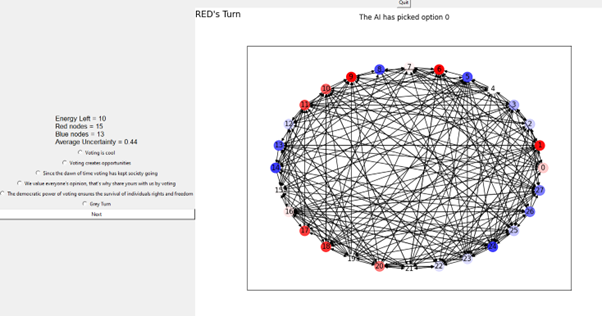 Quit
RED's Turn
The AI has picked option 0
Energy Left = 10
Red nodes = 15
Blue nodes = 13
Average Uncertainty = 0.44
Voting is cool
Voting creates opportunities
Since the dawn of time voting has kept society going
We value everyone's opinion, that's why share yours with us by voting
The democratic power of voting ensures the survival of individuals rights and freedom
Grey Turn
Next
7
8
6
9
5
10
4
11
3
12
2
13
1
14
0
15
27
16
26
17
25
18
24
19
23
20
22
21